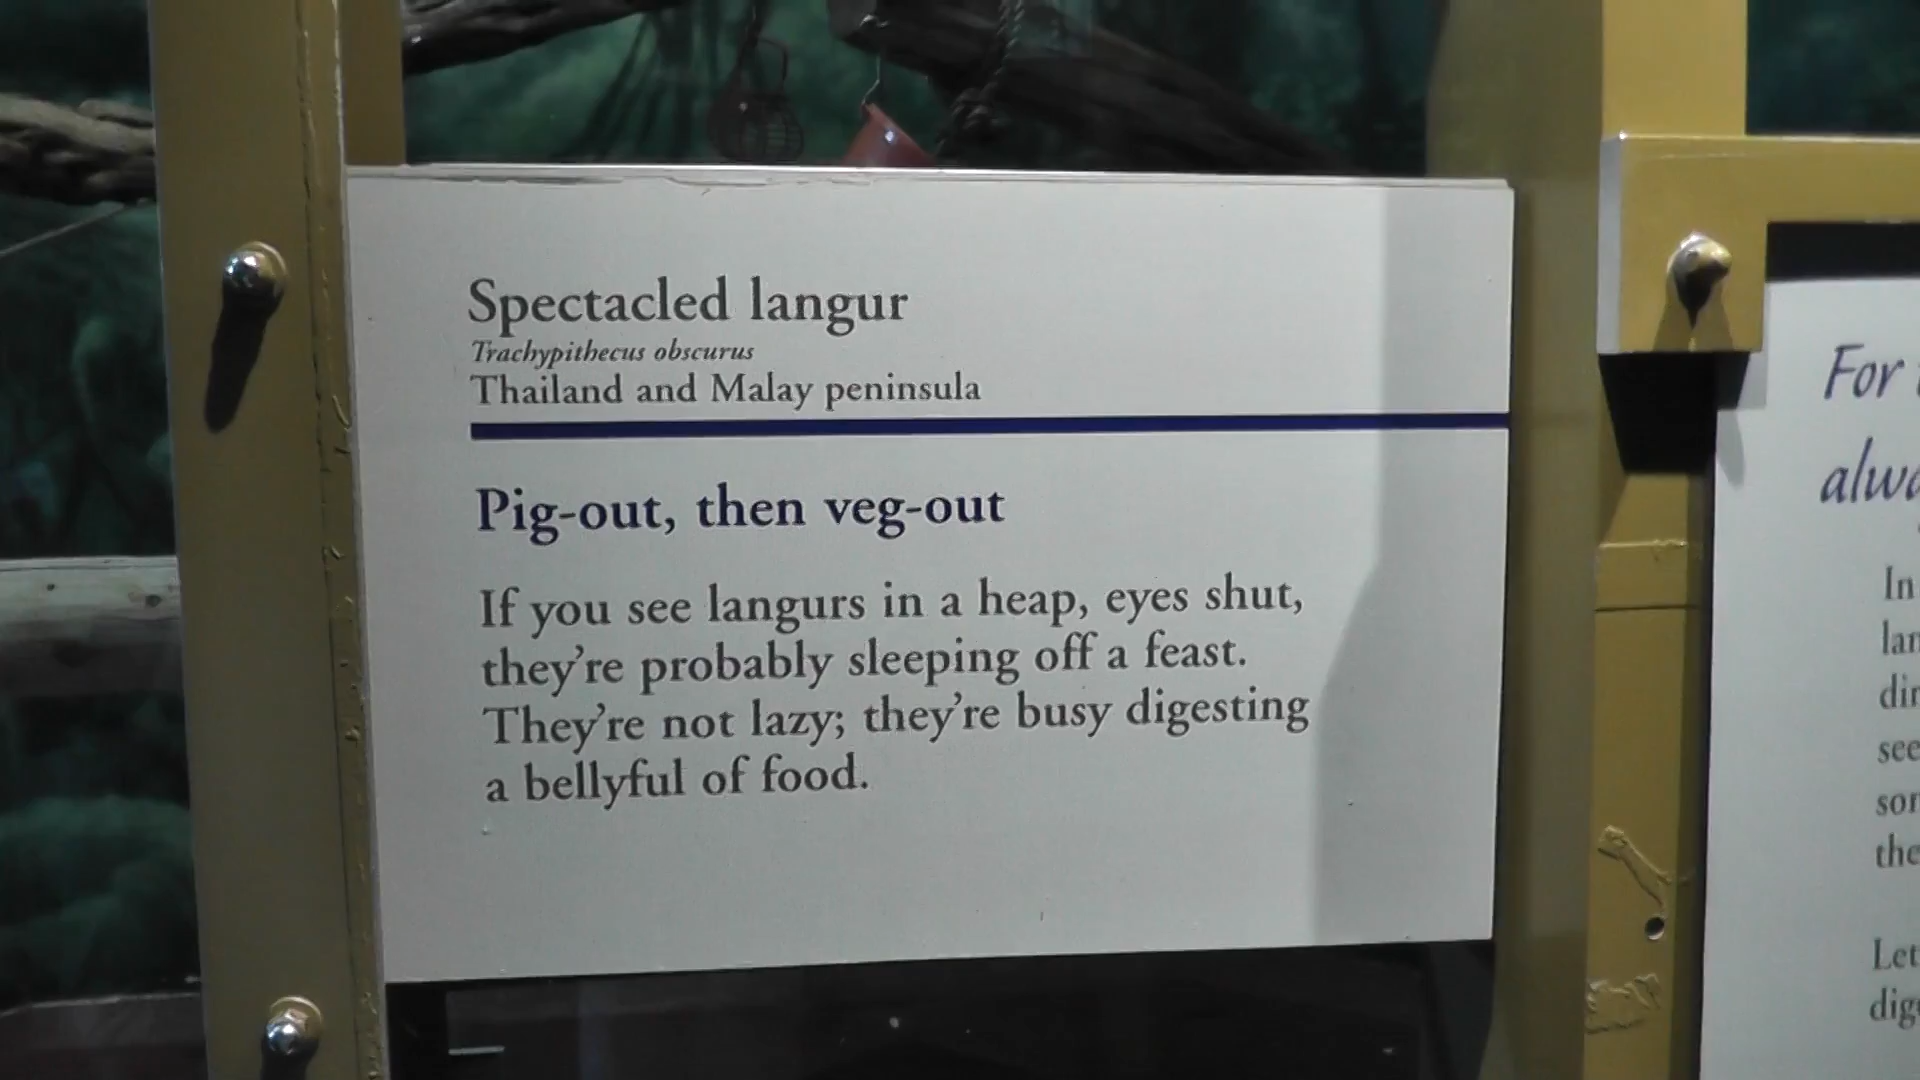 Spectacled langur
Trachypithecus obscurus
Thailand and Malay peninsula
Pig-out, then veg-out
If you see langurs in a heap, eyes shut,
they're probably sleeping off a feast.
They're not lazy; they're busy digesting
a bellyful of food.
For
In
the